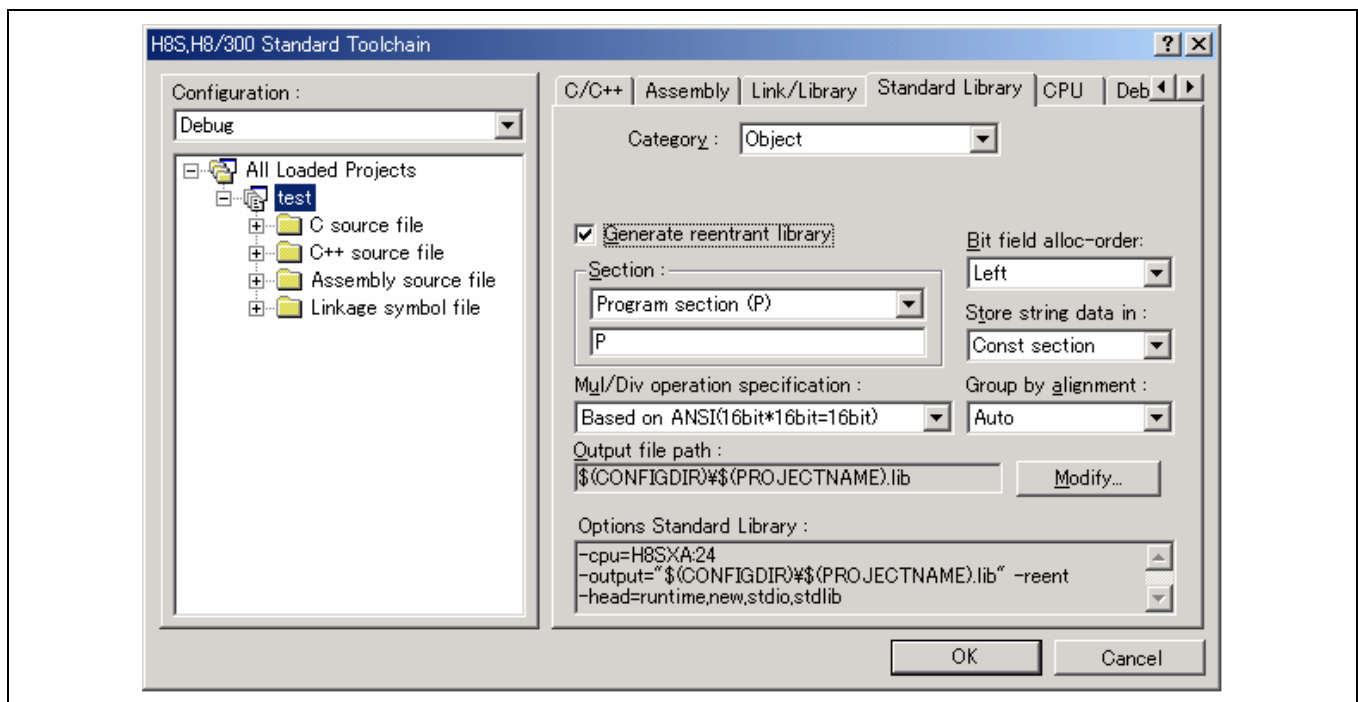 H8S,H8/300 Standard Toolchain
Configuration :
Debug
All Loaded Projects
test
C source file
C++ source file
Assembly source file
Linkage symbol file
C/C++ Assembly Link/Library Standard Library CPU Deb
Category : Object
Generate reentrant library
Section :
Program section (P)
P
Bit field alloc-order:
Left
Store string data in :
Const section
Mul/Div operation specification :
Based on ANSI(16bit*16bit=16bit)
Group by alignment :
Auto
Output file path :
$(CONFIGDIR)¥$(PROJECTNAME).lib
Modify...
Options Standard Library :
-cpu=H8SXA:24
-output="$(CONFIGDIR)¥$(PROJECTNAME).lib" -reent
-head=runtime,new,stdio,stdlib
OK Cancel